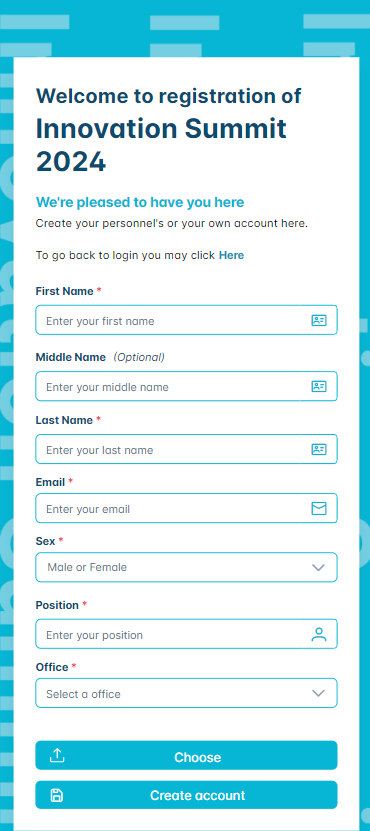 Welcome to registration of
Innovation Summit
2024
We're pleased to have you here
Create your personnel's or your own account here.
To go back to login you may click Here
First Name *
Enter your first name
Middle Name (Optional)
Enter your middle name
Last Name *
Enter your last name
Email *
Enter your email
Sex *
Male or Female
Position *
Enter your position
Office *
Select a office
Choose
Create account